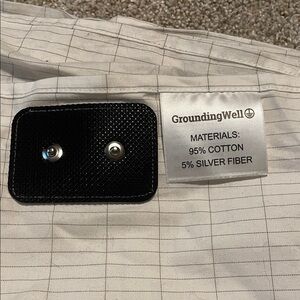 GroundingWell
MATERIALS:
95% COTTON
5% SILVER FIBER